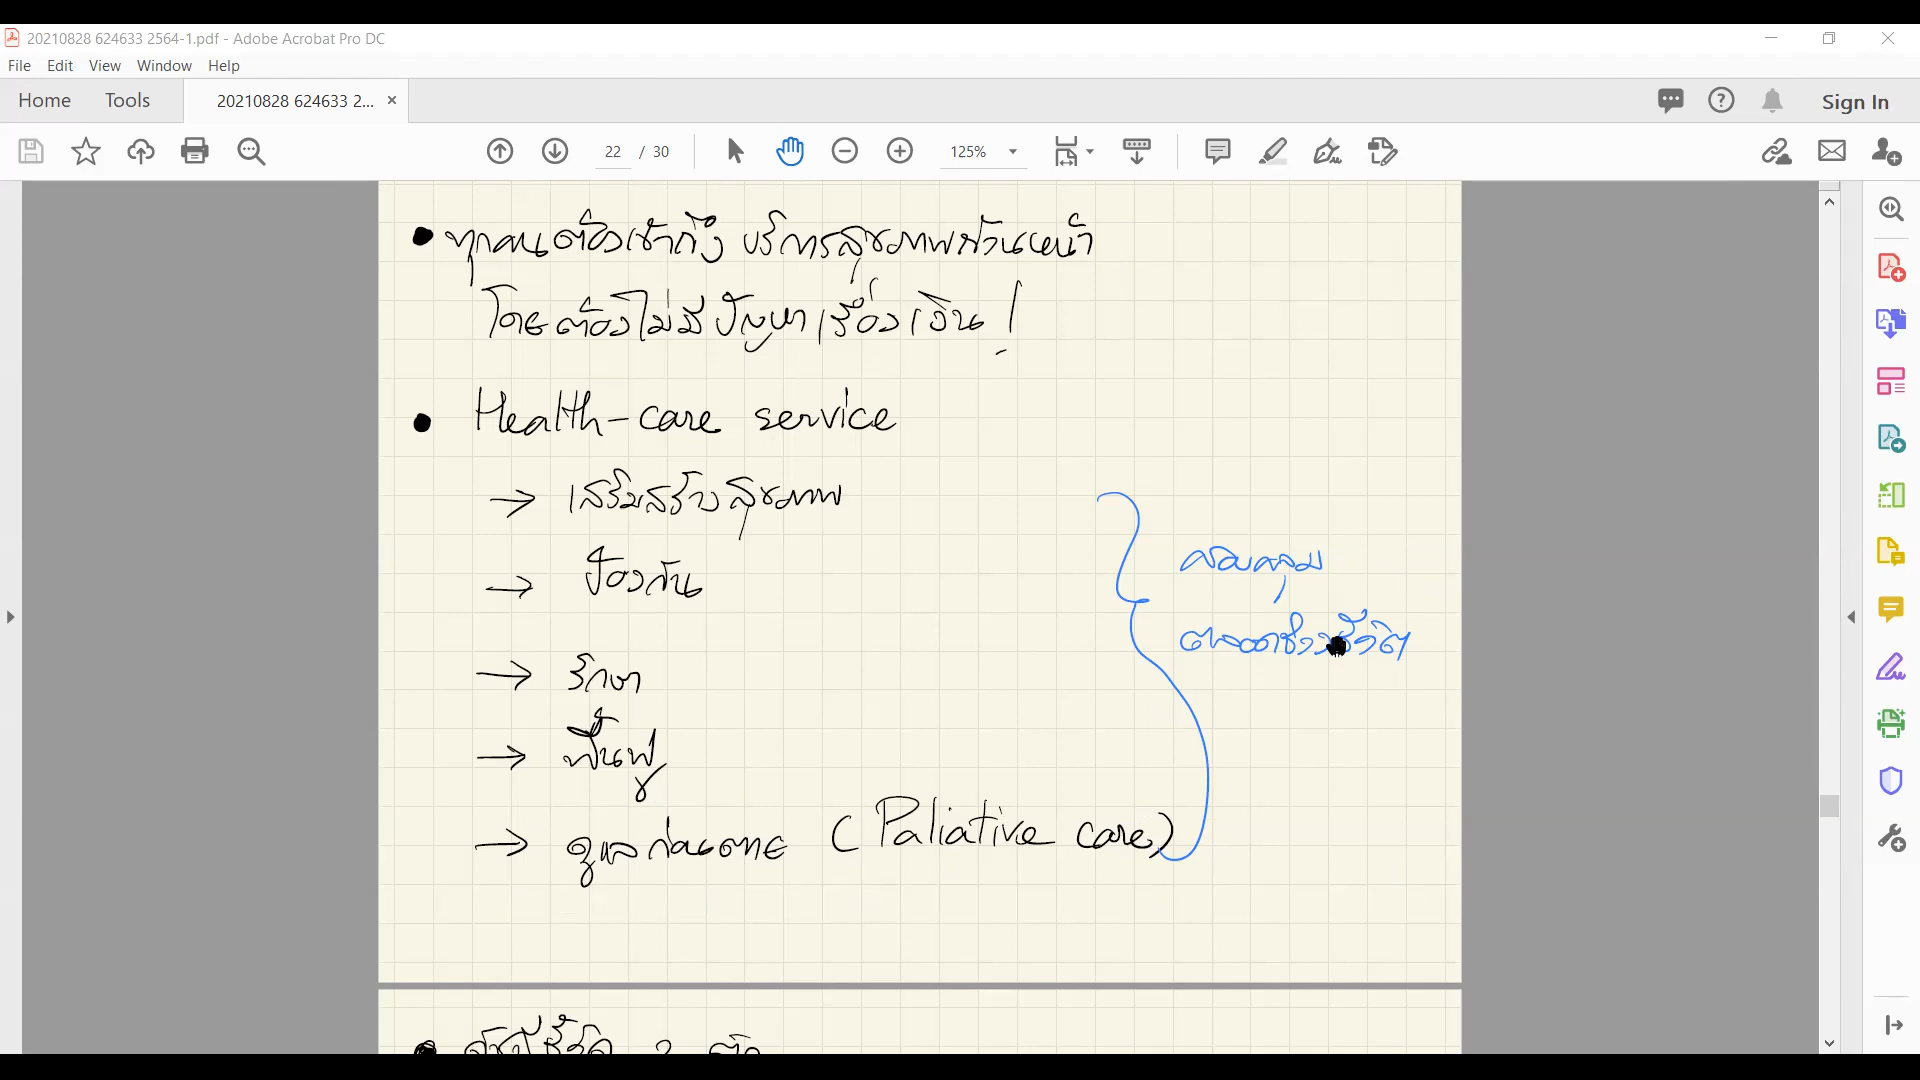 20210828 624633 2564-1.pdf - Adobe Acrobat Pro DC
File Edit View Window Help
Home Tools 20210828 624633 2... ×
Sign In
22 / 30 125%
• ทุกคนต้องเข้าถึง บริการสุขภาพถ้วนหน้า
โดยต้องไม่มีปัญหาเรื่องเงิน !
• Health-care service
→ เสริมสร้างสุขภาพ
→ ป้องกัน
→ รักษา
→ ฟื้นฟู
→ ดูแลก่อนตาย (Paliative care)
ครอบคลุม
ตลอดช่วงชีวิต